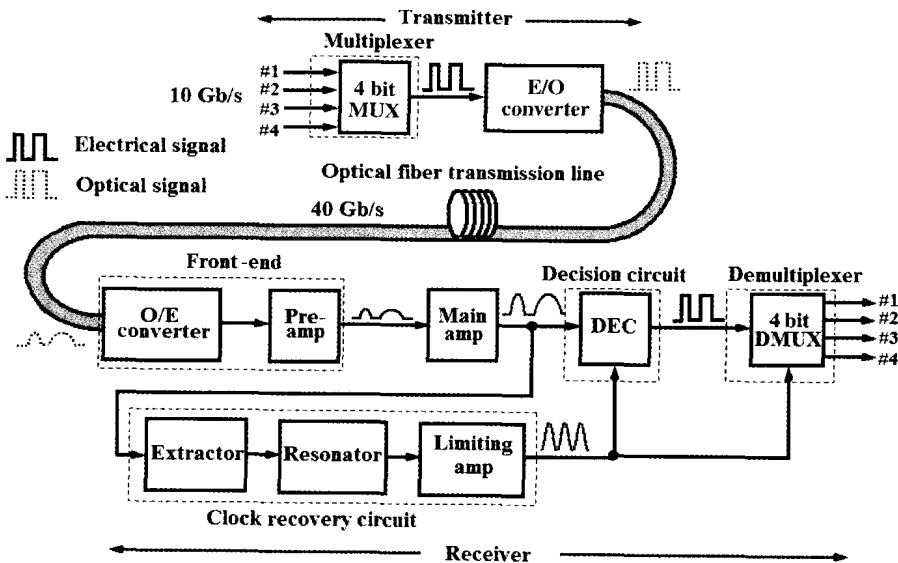 Transmitter
Multiplexer
#1
#2
#3
#4
10 Gb/s
4 bit
MUX
E/O
converter
Electrical signal
Optical signal
Optical fiber transmission line
40 Gb/s
Front-end
O/E
converter
Pre-
amp
Main
amp
Decision circuit
DEC
Demultiplexer
4 bit
DMUX
#1
#2
#3
#4
Extractor
Resonator
Limiting
amp
Clock recovery circuit
Receiver